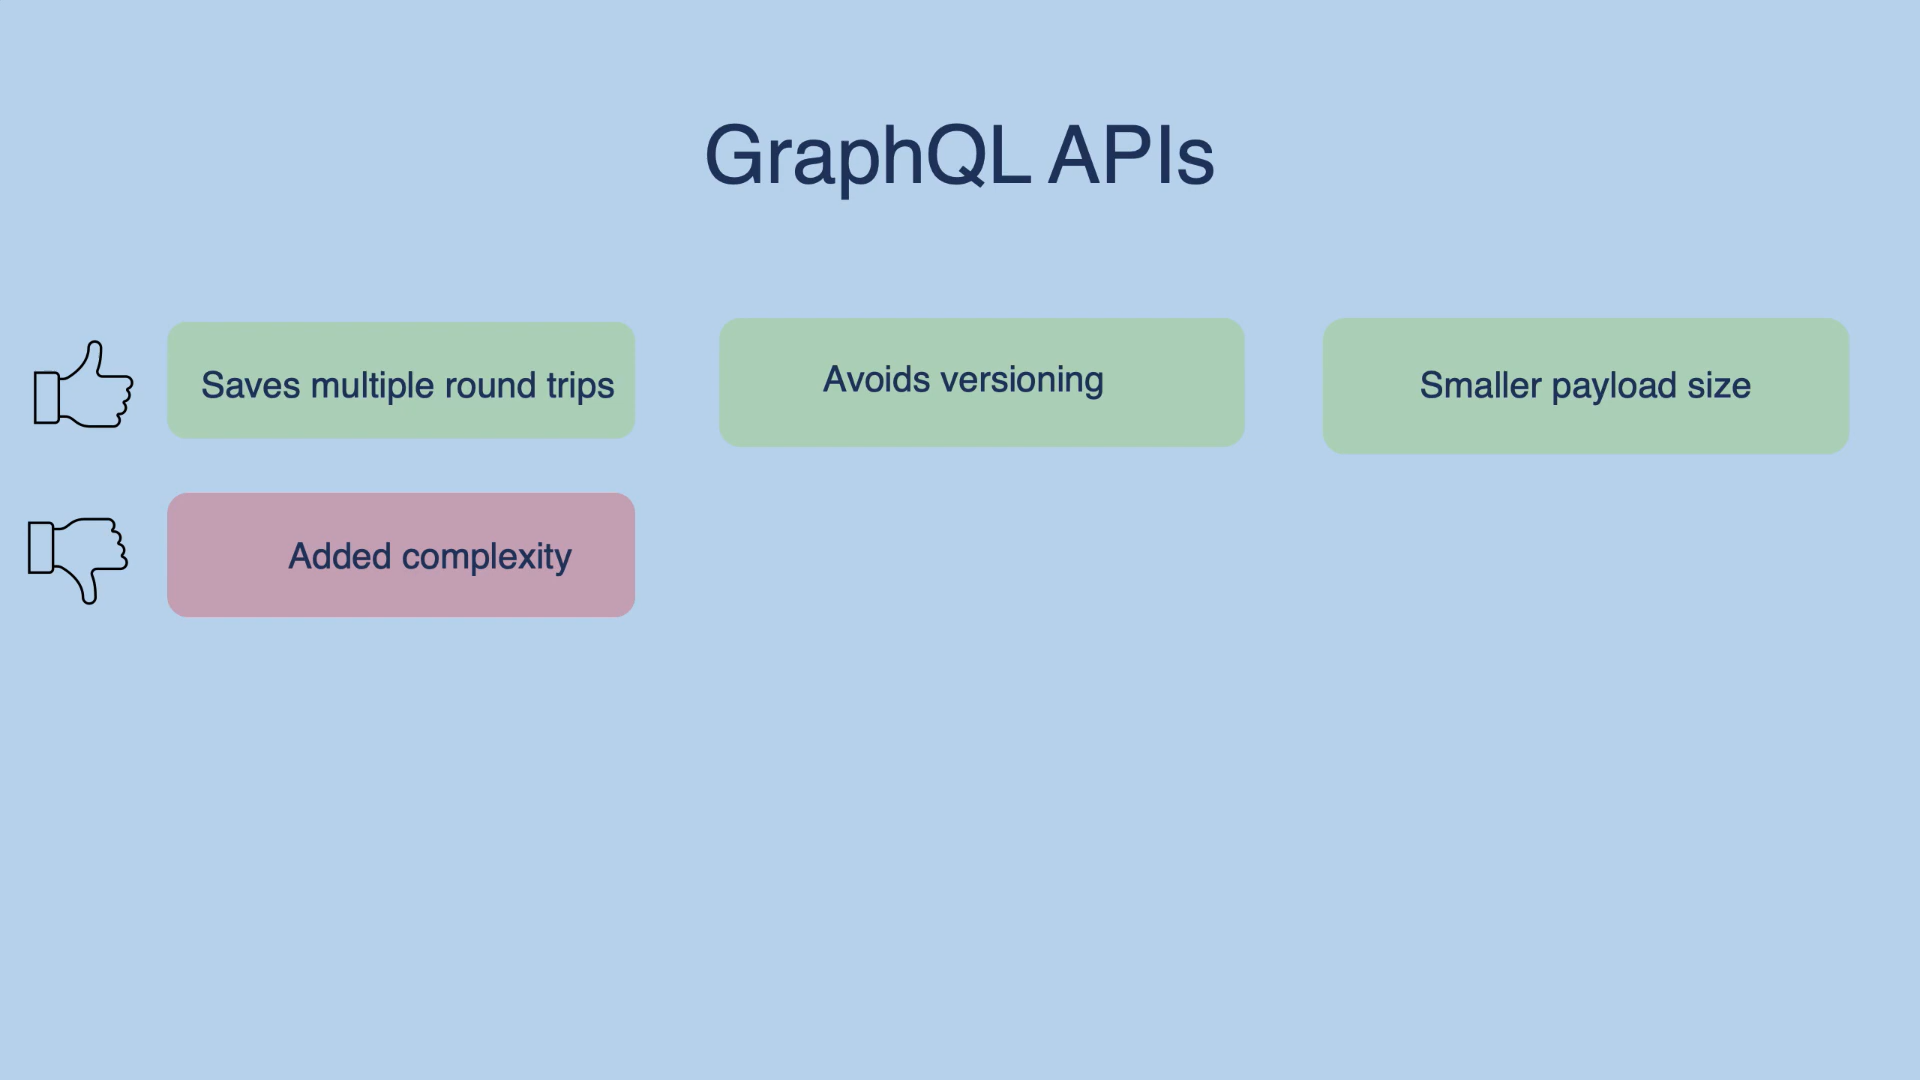 GraphQL APIs
Saves multiple round trips
Avoids versioning
Smaller payload size
Added complexity